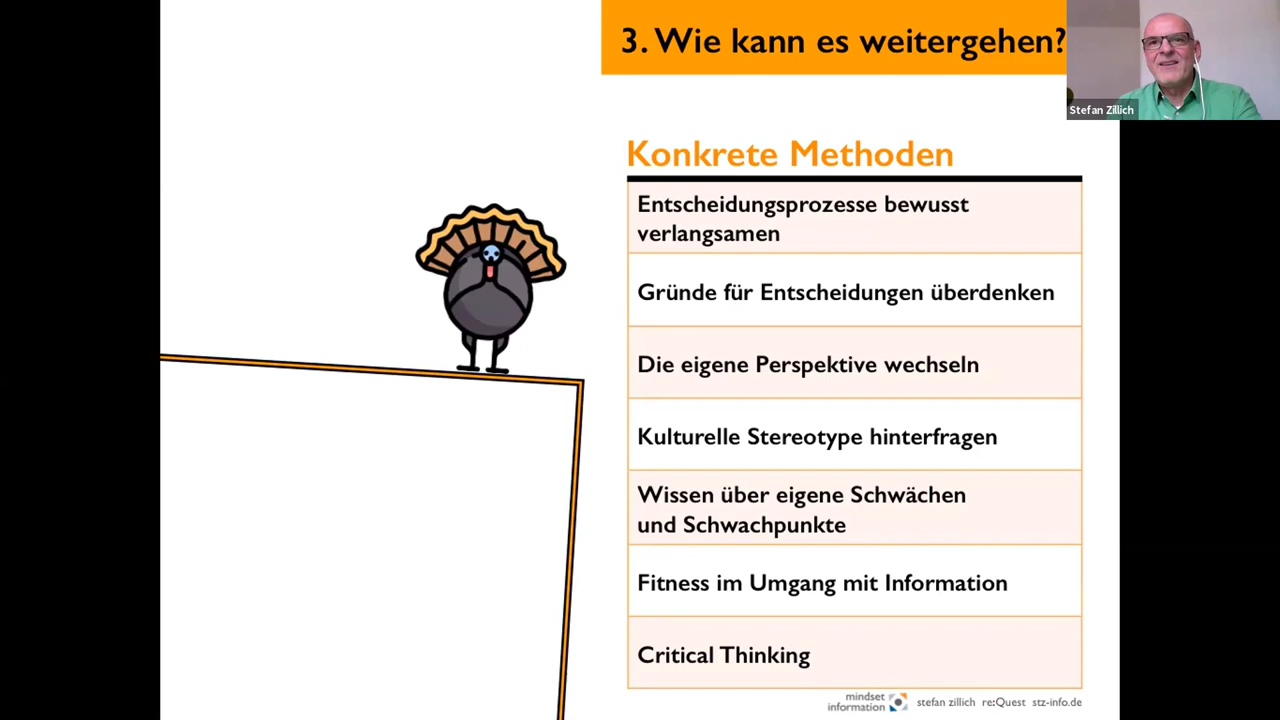 3. Wie kann es weitergehen?
Stefan Zillich
Konkrete Methoden
Entscheidungsprozesse bewusst
verlangsamen
Gründe für Entscheidungen überdenken
Die eigene Perspektive wechseln
Kulturelle Stereotype hinterfragen
Wissen über eigene Schwächen
und Schwachpunkte
Fitness im Umgang mit Information
Critical Thinking
mindset
information
stefan zillich re:Quest stz-info.de